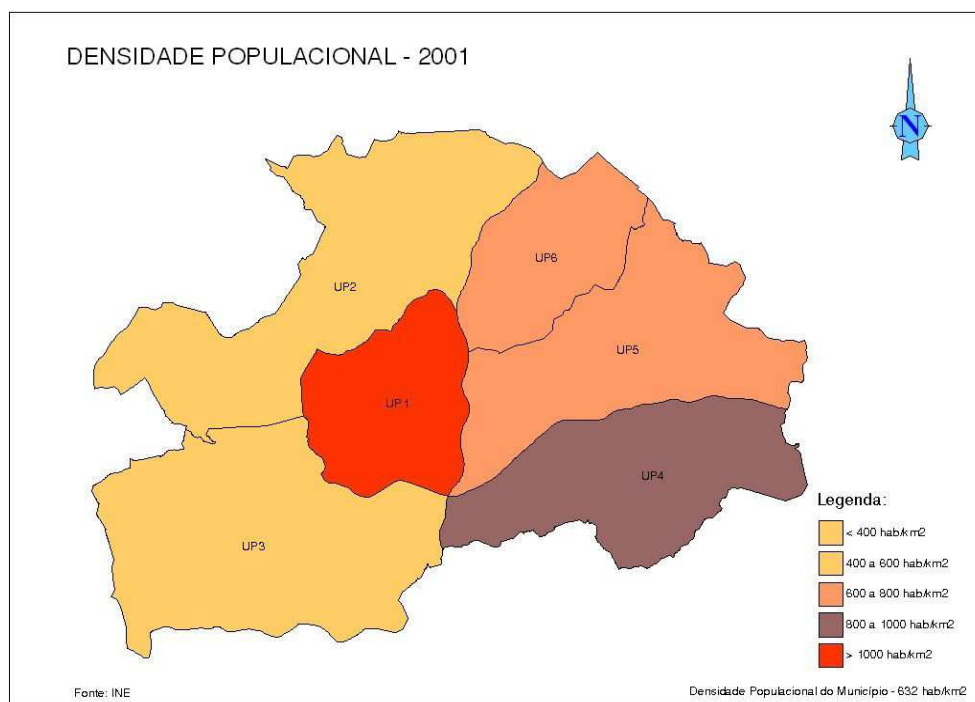 DENSIDADE POPULACIONAL - 2001
N
UP6
UP2
UP5
UP1
UP4
UP3
Legenda:
< 400 hab/km2
400 a 600 hab/km2
600 a 800 hab/km2
800 a 1000 hab/km2
> 1000 hab/km2
Fonte: INE
Densidade Populacional do Município - 632 hab/km2